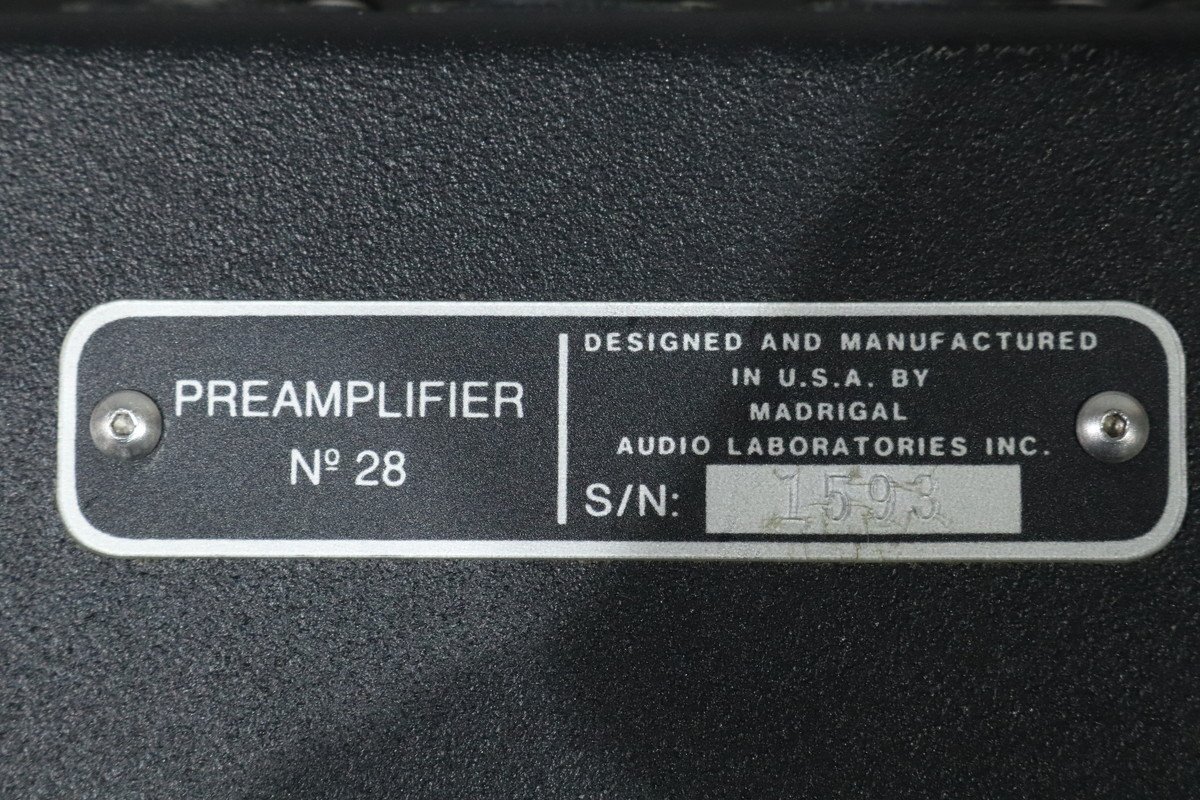 PREAMPLIFIER
Nº 28
DESIGNED AND MANUFACTURED
IN U.S.A. BY
MADRIGAL
AUDIO LABORATORIES INC.
S/N: 1593